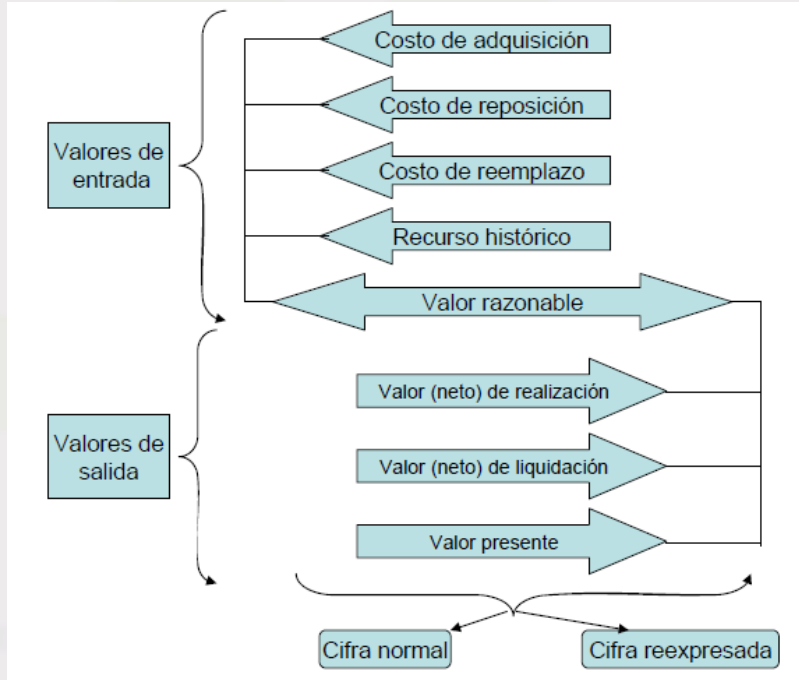 Costo de adquisición
Costo de reposición
Valores de
entrada
Costo de reemplazo
Recurso histórico
Valor razonable
Valor (neto) de realización
Valores de
salida
Valor (neto) de liquidación
Valor presente
Cifra normal
Cifra reexpresada